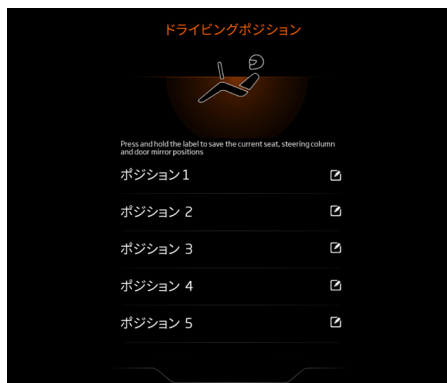 ドライビングポジション
Press and hold the label to save the current seat, steering column
and door mirror positions
ポジション 1
ポジション 2
ポジション 3
ポジション 4
ポジション 5